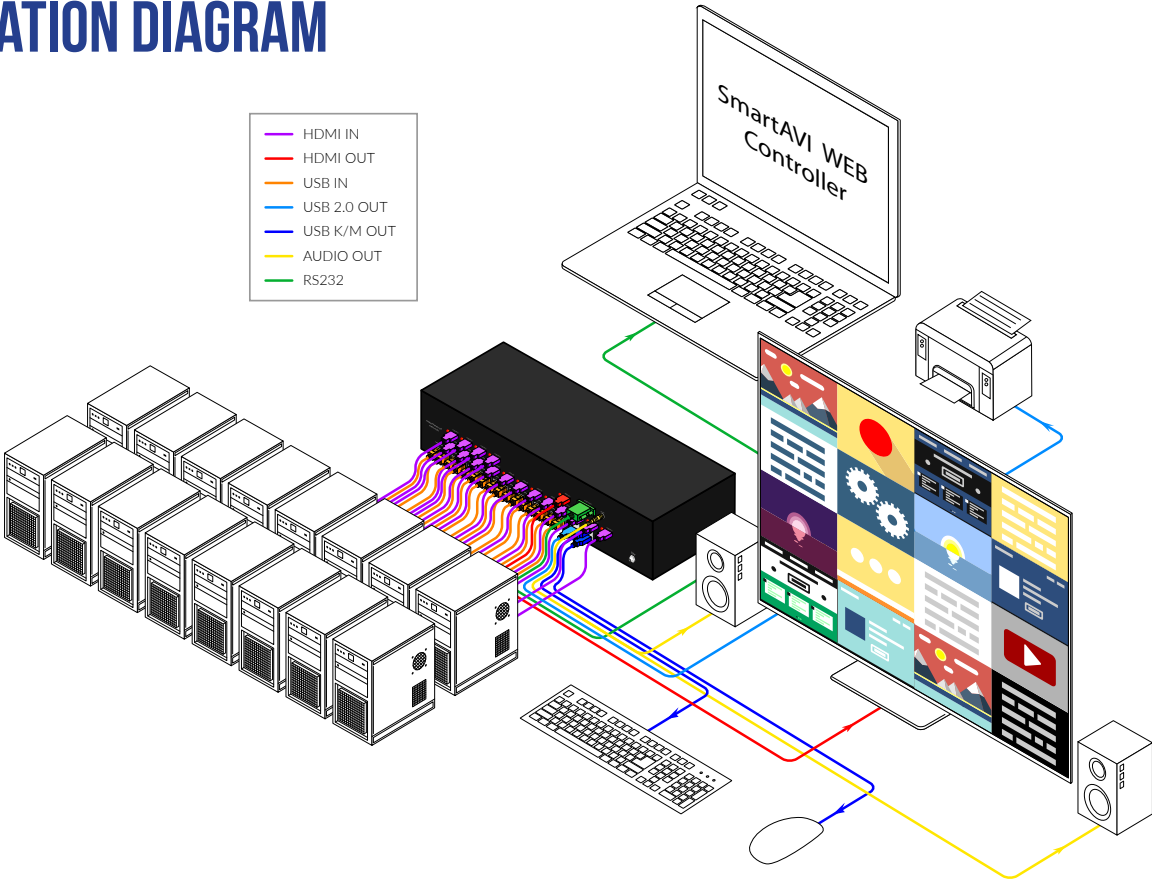 ATION DIAGRAM
HDMI IN
HDMI OUT
USB IN
USB 2.0 OUT
USB K/M OUT
AUDIO OUT
RS232
SmartAVI WEB
Controller